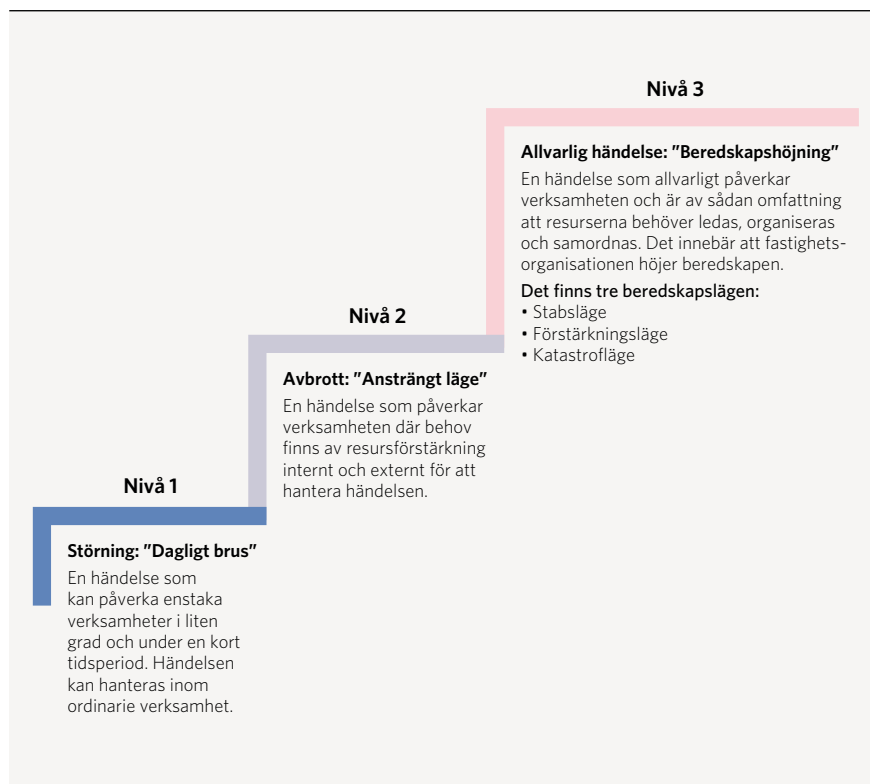 Nivå 3
Allvarlig händelse: ”Beredskapshöjning”
En händelse som allvarligt påverkar
verksamheten och är av sådan omfattning
att resurserna behöver ledas, organiseras
och samordnas. Det innebär att fastighets-
organisationen höjer beredskapen.
Det finns tre beredskapslägen:
• Stabsläge
• Förstärkningsläge
• Katastrofläge
Nivå 2
Avbrott: ”Ansträngt läge”
En händelse som påverkar
verksamheten där behov
finns av resursförstärkning
internt och externt för att
hantera händelsen.
Nivå 1
Störning: ”Dagligt brus”
En händelse som
kan påverka enstaka
verksamheter i liten
grad och under en kort
tidsperiod. Händelsen
kan hanteras inom
ordinarie verksamhet.